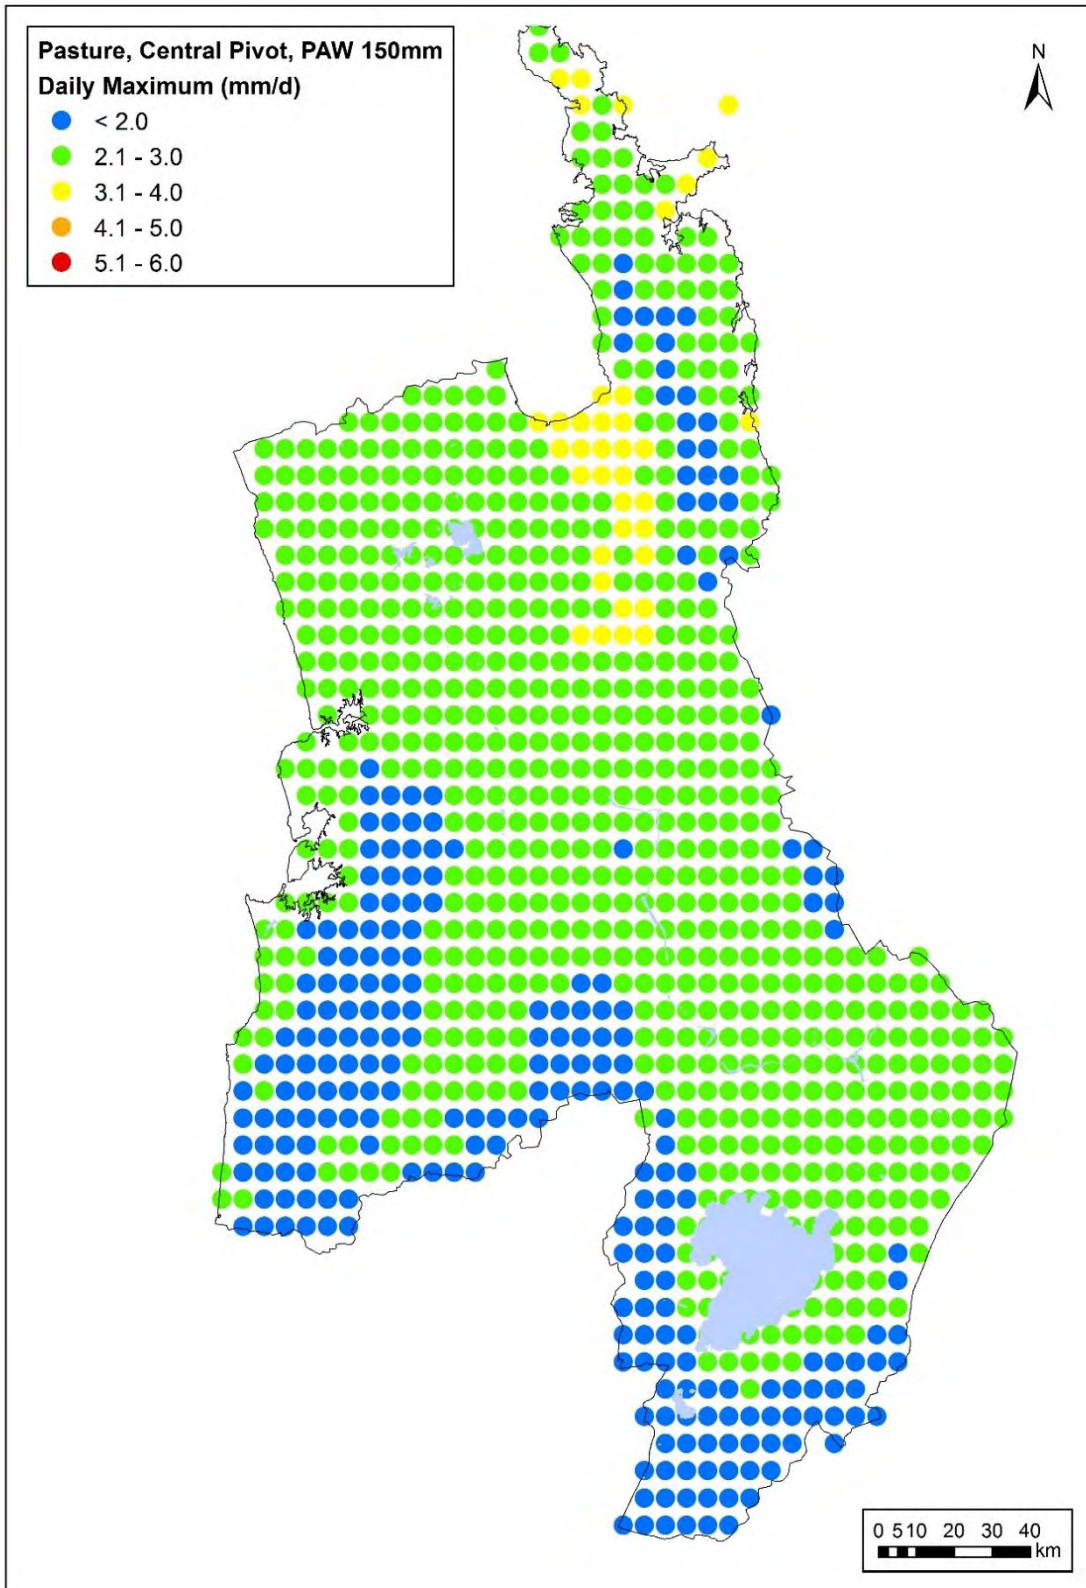 Pasture, Central Pivot, PAW 150mm
Daily Maximum (mm/d)
< 2.0
2.1 - 3.0
3.1 - 4.0
4.1 - 5.0
5.1 - 6.0
N
0 5 10 20 30 40
km